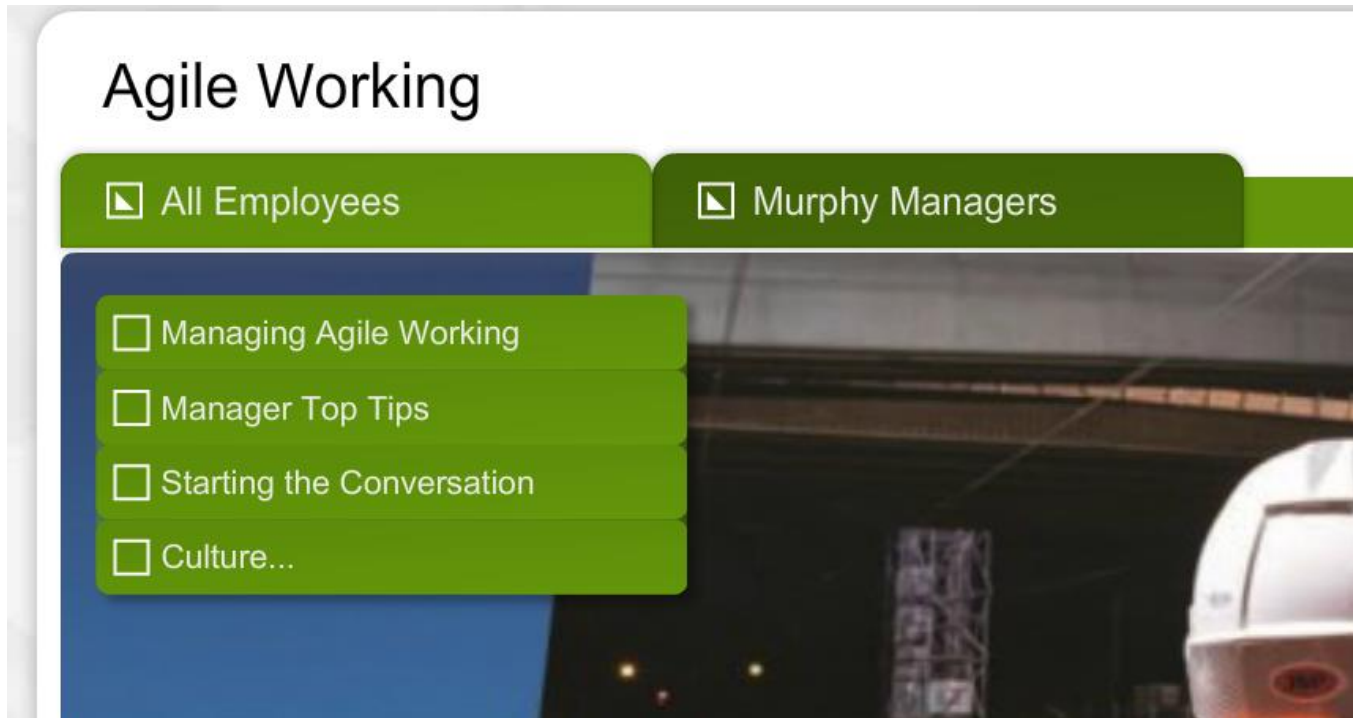 Agile Working
All Employees
Murphy Managers
Managing Agile Working
Manager Top Tips
Starting the Conversation
Culture...